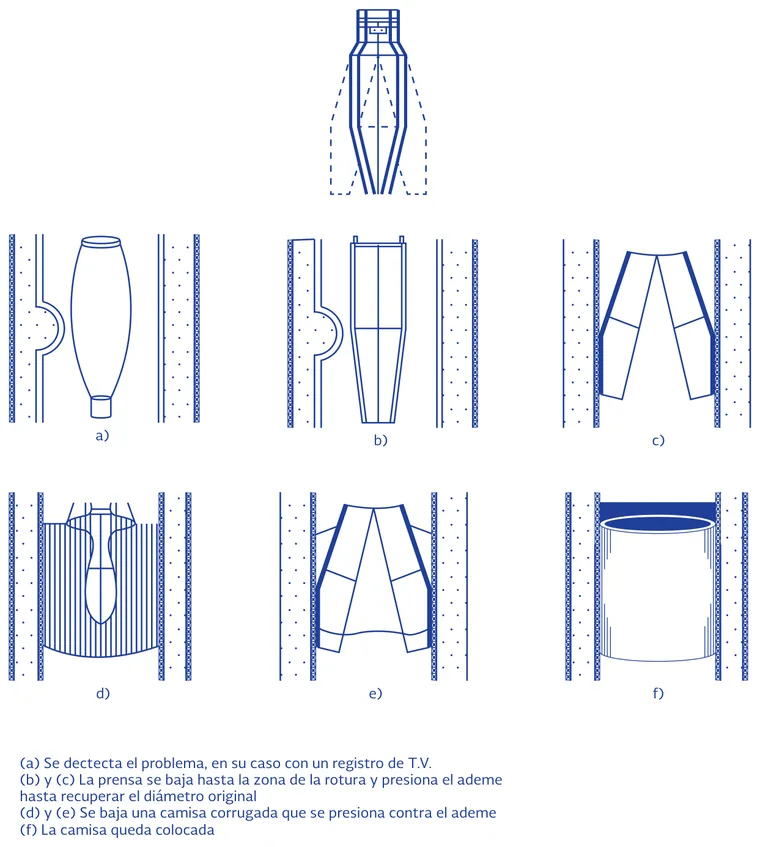 a)
b)
c)
d)
e)
f)
(a) Se dectecta el problema, en su caso con un registro de T.V.
(b) y (c) La prensa se baja hasta la zona de la rotura y presiona el ademe
hasta recuperar el diámetro original
(d) y (e) Se baja una camisa corrugada que se presiona contra el ademe
(f) La camisa queda colocada